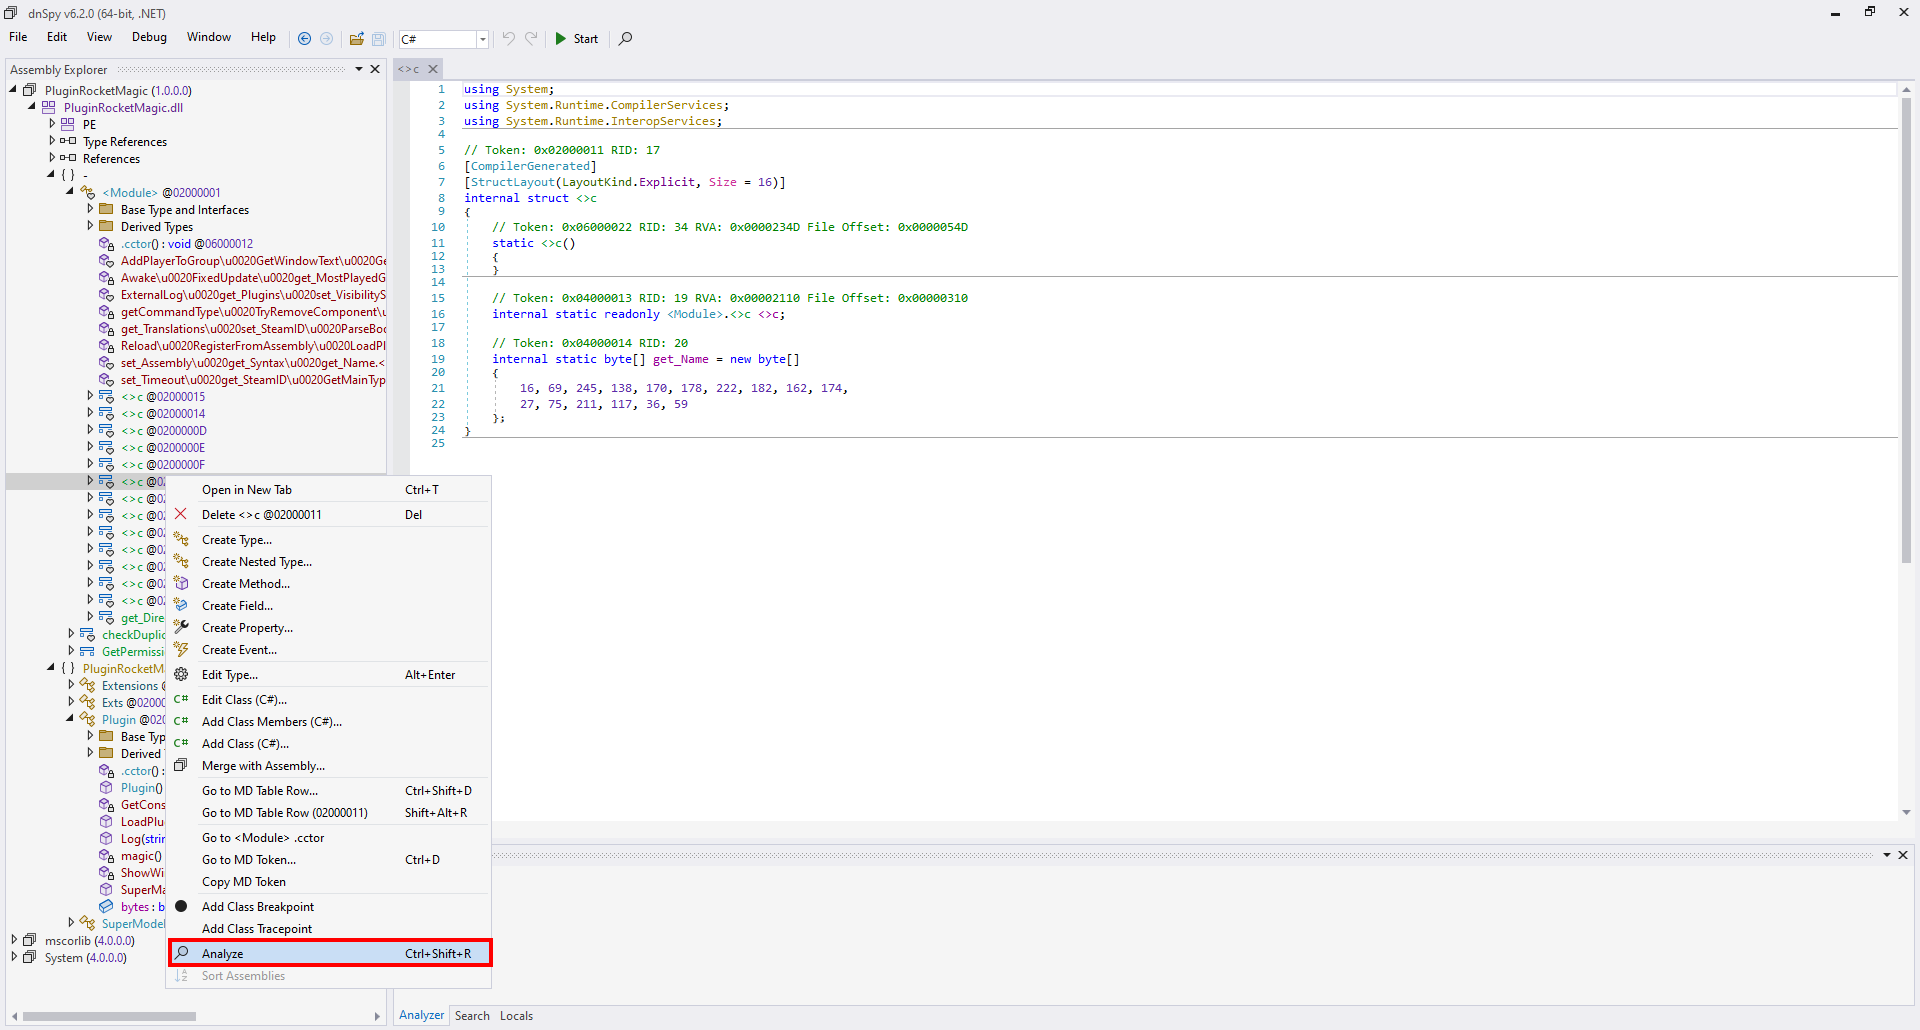 dnSpy v6.2.0 (64-bit, .NET)
File Edit View Debug Window Help C# Start
Assembly Explorer
PluginRocketMagic (1.0.0.0)
PluginRocketMagic.dll
PE
Type References
References
{ } -
<Module> @02000001
Base Type and Interfaces
Derived Types
.cctor() : void @06000012
AddPlayerToGroup\u0020GetWindowText\u0020Ge
Awake\u0020FixedUpdate\u0020get_MostPlayedG
ExternalLog\u0020get_Plugins\u0020set_VisibilityS
getCommandType\u0020TryRemoveComponent\u
get_Translations\u0020set_SteamID\u0020ParseBoo
Reload\u0020RegisterFromAssembly\u0020LoadPl
set_Assembly\u0020get_Syntax\u0020get_Name.<
set_Timeout\u0020get_SteamID\u0020GetMainTyp
<>c @02000015
<>c @02000014
<>c @0200000D
<>c @0200000E
<>c @0200000F
<>c @02
<>c @02
<>c @02
<>c @02
<>c @02
<>c @02
<>c @02
<>c @02
get_Dire
checkDuplic
GetPermissi
{ } PluginRocketM
Extensions @
Exts @02000
Plugin @020
Base Typ
Derived
.cctor() :
Plugin()
GetCons
LoadPlu
Log(strin
magic()
ShowWi
SuperMa
bytes : b
SuperModel
mscorlib (4.0.0.0)
System (4.0.0.0)
<>c
1 using System;
2 using System.Runtime.CompilerServices;
3 using System.Runtime.InteropServices;
4
5 // Token: 0x02000011 RID: 17
6 [CompilerGenerated]
7 [StructLayout(LayoutKind.Explicit, Size = 16)]
8 internal struct <>c
9 {
10 // Token: 0x06000022 RID: 34 RVA: 0x0000234D File Offset: 0x0000054D
11 static <>c()
12 {
13 }
14
15 // Token: 0x04000013 RID: 19 RVA: 0x00002110 File Offset: 0x00000310
16 internal static readonly <Module>.<>c <>c;
17
18 // Token: 0x04000014 RID: 20
19 internal static byte[] get_Name = new byte[]
20 {
21 16, 69, 245, 138, 170, 178, 222, 182, 162, 174,
22 27, 75, 211, 117, 36, 59
23 };
24 }
25
Open in New Tab Ctrl+T
Delete <>c @02000011 Del
Create Type...
Create Nested Type...
Create Method...
Create Field...
Create Property...
Create Event...
Edit Type... Alt+Enter
C# Edit Class (C#)...
C# Add Class Members (C#)...
C# Add Class (C#)...
Merge with Assembly...
Go to MD Table Row... Ctrl+Shift+D
Go to MD Table Row (02000011) Shift+Alt+R
Go to <Module> .cctor
Go to MD Token... Ctrl+D
Copy MD Token
Add Class Breakpoint
Add Class Tracepoint
Analyze Ctrl+Shift+R
Sort Assemblies
Analyzer Search Locals